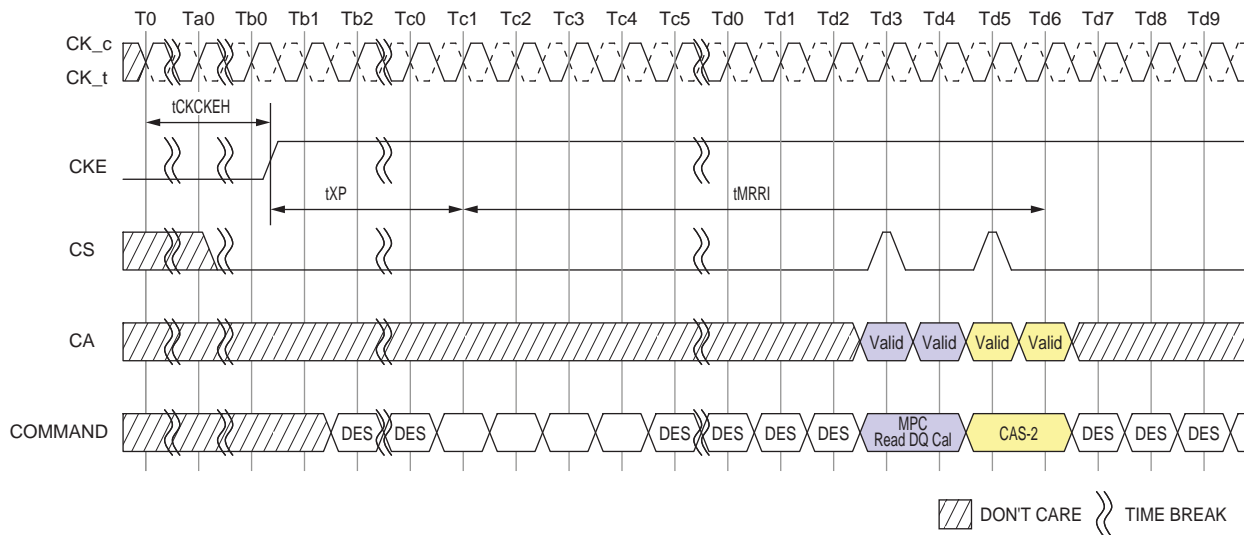 T0 Ta0 Tb0 Tb1 Tb2 Tc0 Tc1 Tc2 Tc3 Tc4 Tc5 Td0 Td1 Td2 Td3 Td4 Td5 Td6 Td7 Td8 Td9
CK_c
CK_t
tCKCKEH
CKE
tXP tMRRI
CS
CA Valid Valid Valid Valid
COMMAND DES DES DES DES DES DES MPC Read DQ Cal CAS-2 DES DES DES
DON'T CARE TIME BREAK